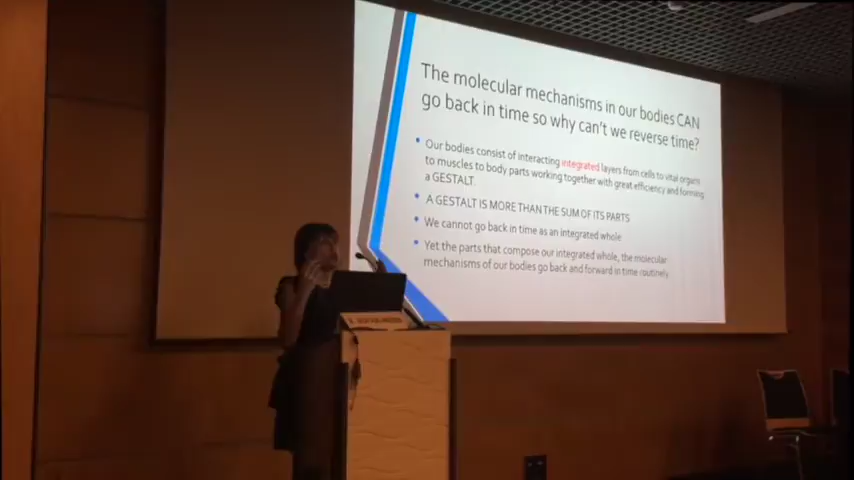 The molecular mechanisms in our bodies CAN
go back in time so why can't we reverse time?
• Our bodies consist of interacting integrated layers from cells to vital organs
to muscles to body parts working together with great efficiency and forming
a GESTALT.
• A GESTALT IS MORE THAN THE SUM OF ITS PARTS
• We cannot go back in time as an integrated whole
• Yet the parts that compose our integrated whole, the molecular
mechanisms of our bodies go back and forward in time routinely